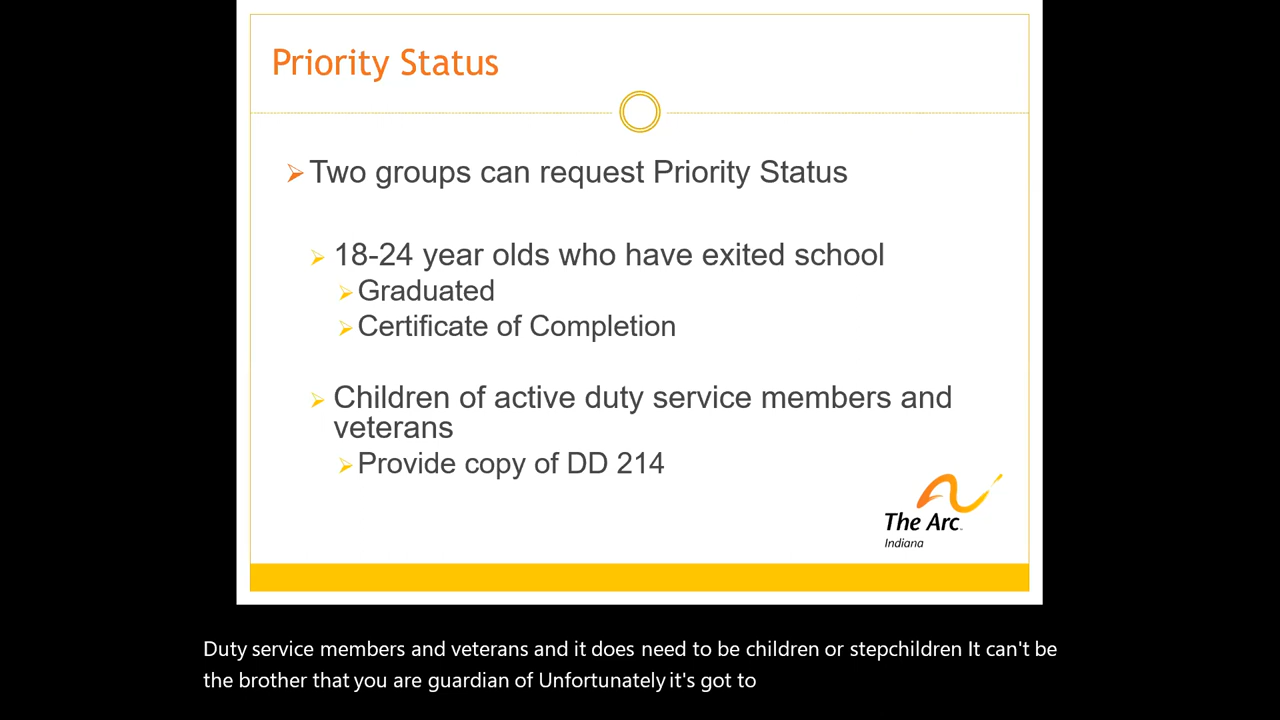 Priority Status
Two groups can request Priority Status
18-24 year olds who have exited school
Graduated
Certificate of Completion
Children of active duty service members and
veterans
Provide copy of DD 214
The Arc
Indiana
Duty service members and veterans and it does need to be children or stepchildren It can't be
the brother that you are guardian of Unfortunately it's got to